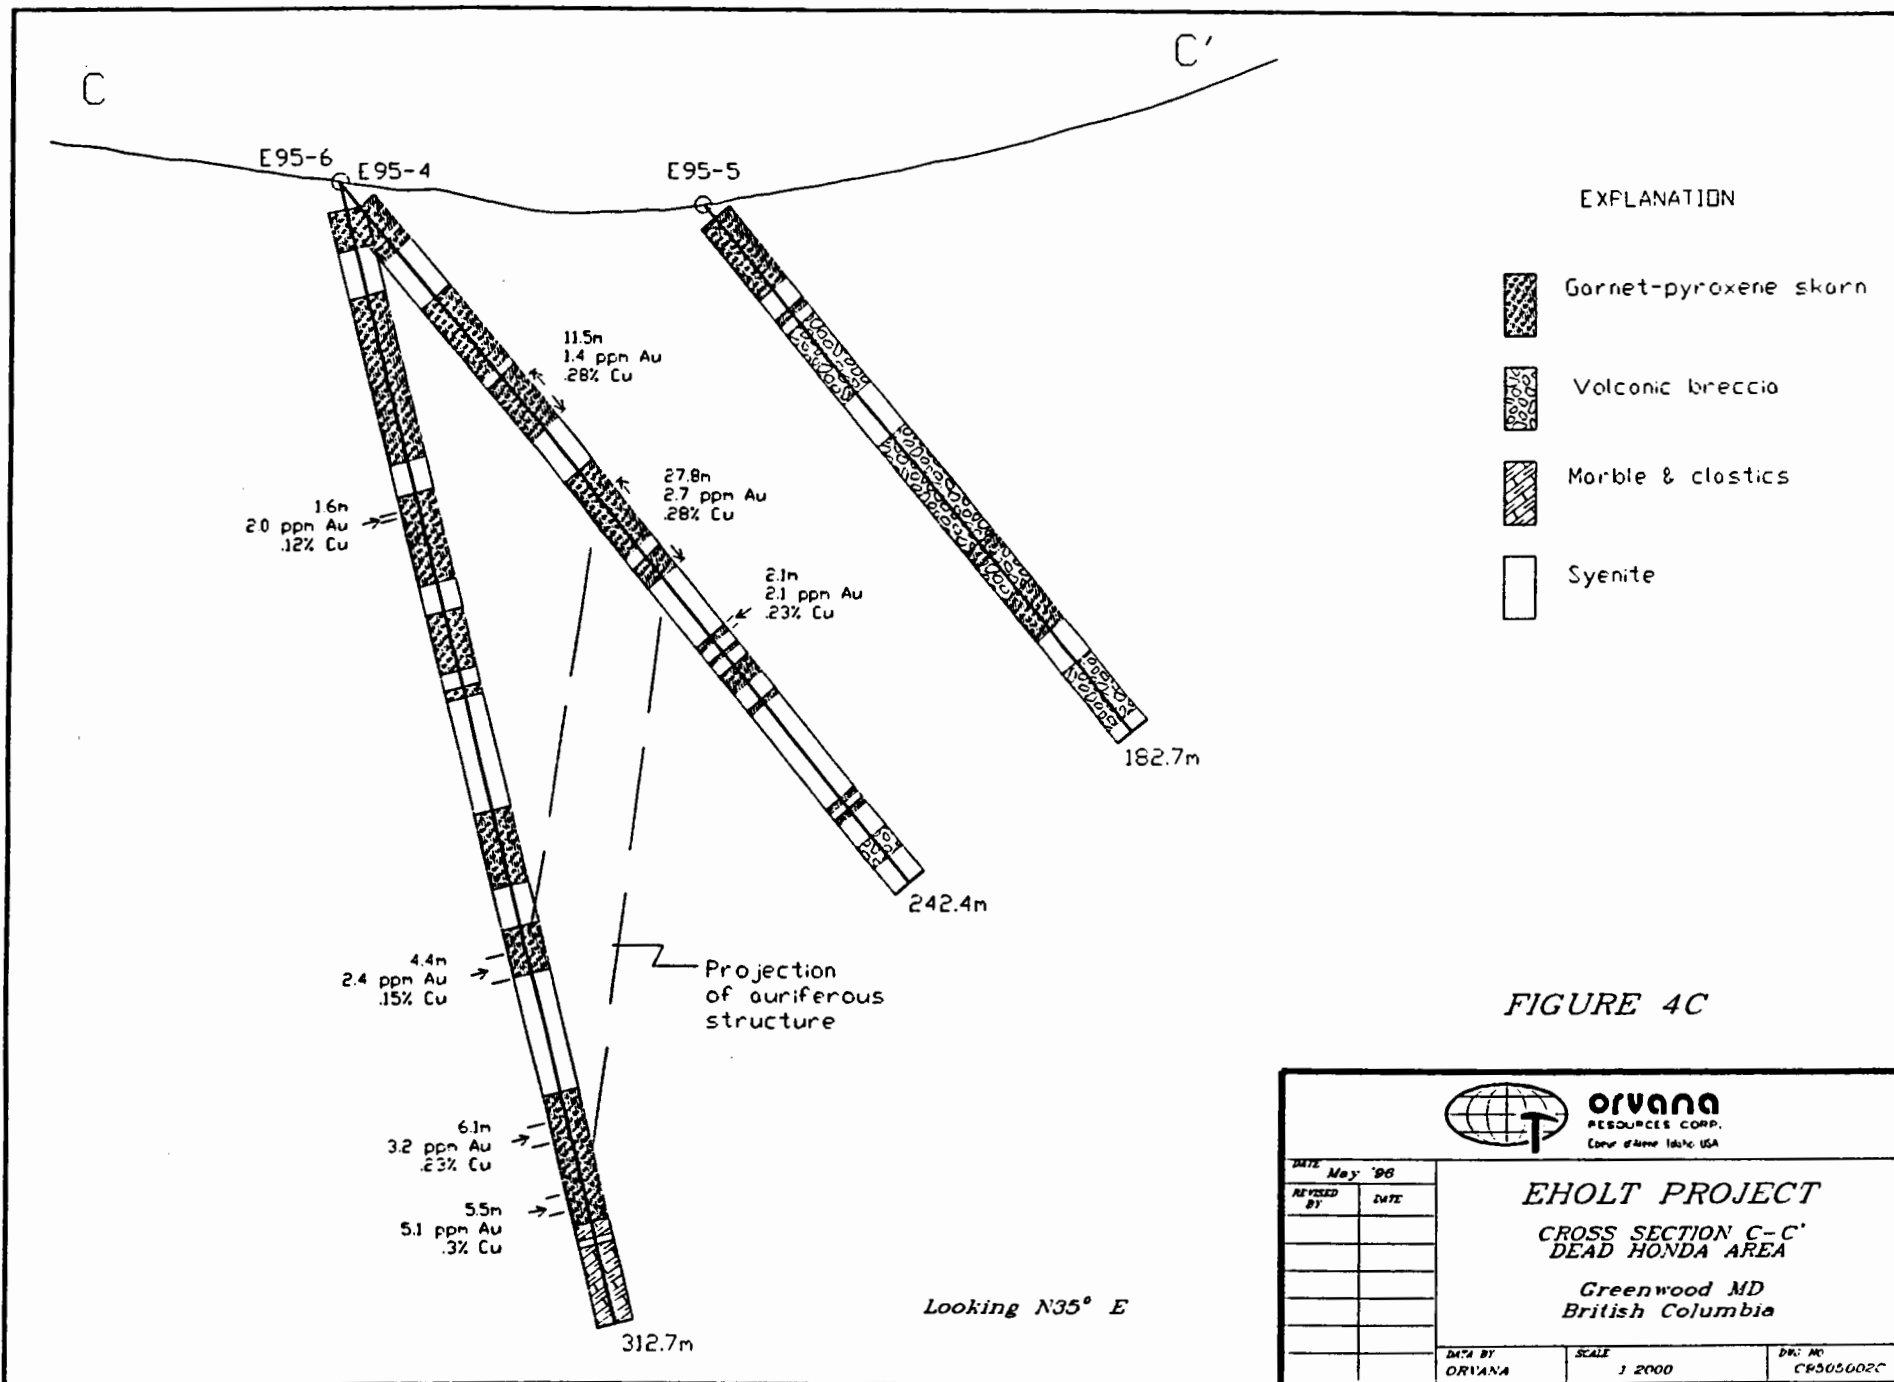 C
C'
E95-6
E95-4
E95-5
11.5m
1.4 ppm Au
.28% Cu
27.8m
2.7 ppm Au
.28% Cu
2.1m
2.1 ppm Au
.23% Cu
1.6m
2.0 ppm Au
.12% Cu
4.4m
2.4 ppm Au
.15% Cu
6.1m
3.2 ppm Au
.23% Cu
5.5m
5.1 ppm Au
.3% Cu
182.7m
242.4m
312.7m
Projection
of auriferous
structure
Looking N35° E
EXPLANATION
Garnet-pyroxene skarn
Volcanic breccia
Marble & clastics
Syenite
FIGURE 4C
orvana
RESOURCES CORP.
Coeur d'Alene Idaho USA
DATE May '96
REVISED BY
DATE
EHOLT PROJECT
CROSS SECTION C-C'
DEAD HONDA AREA
Greenwood MD
British Columbia
DATA BY
ORVANA
SCALE
1:2000
DWG NO
C9505002C